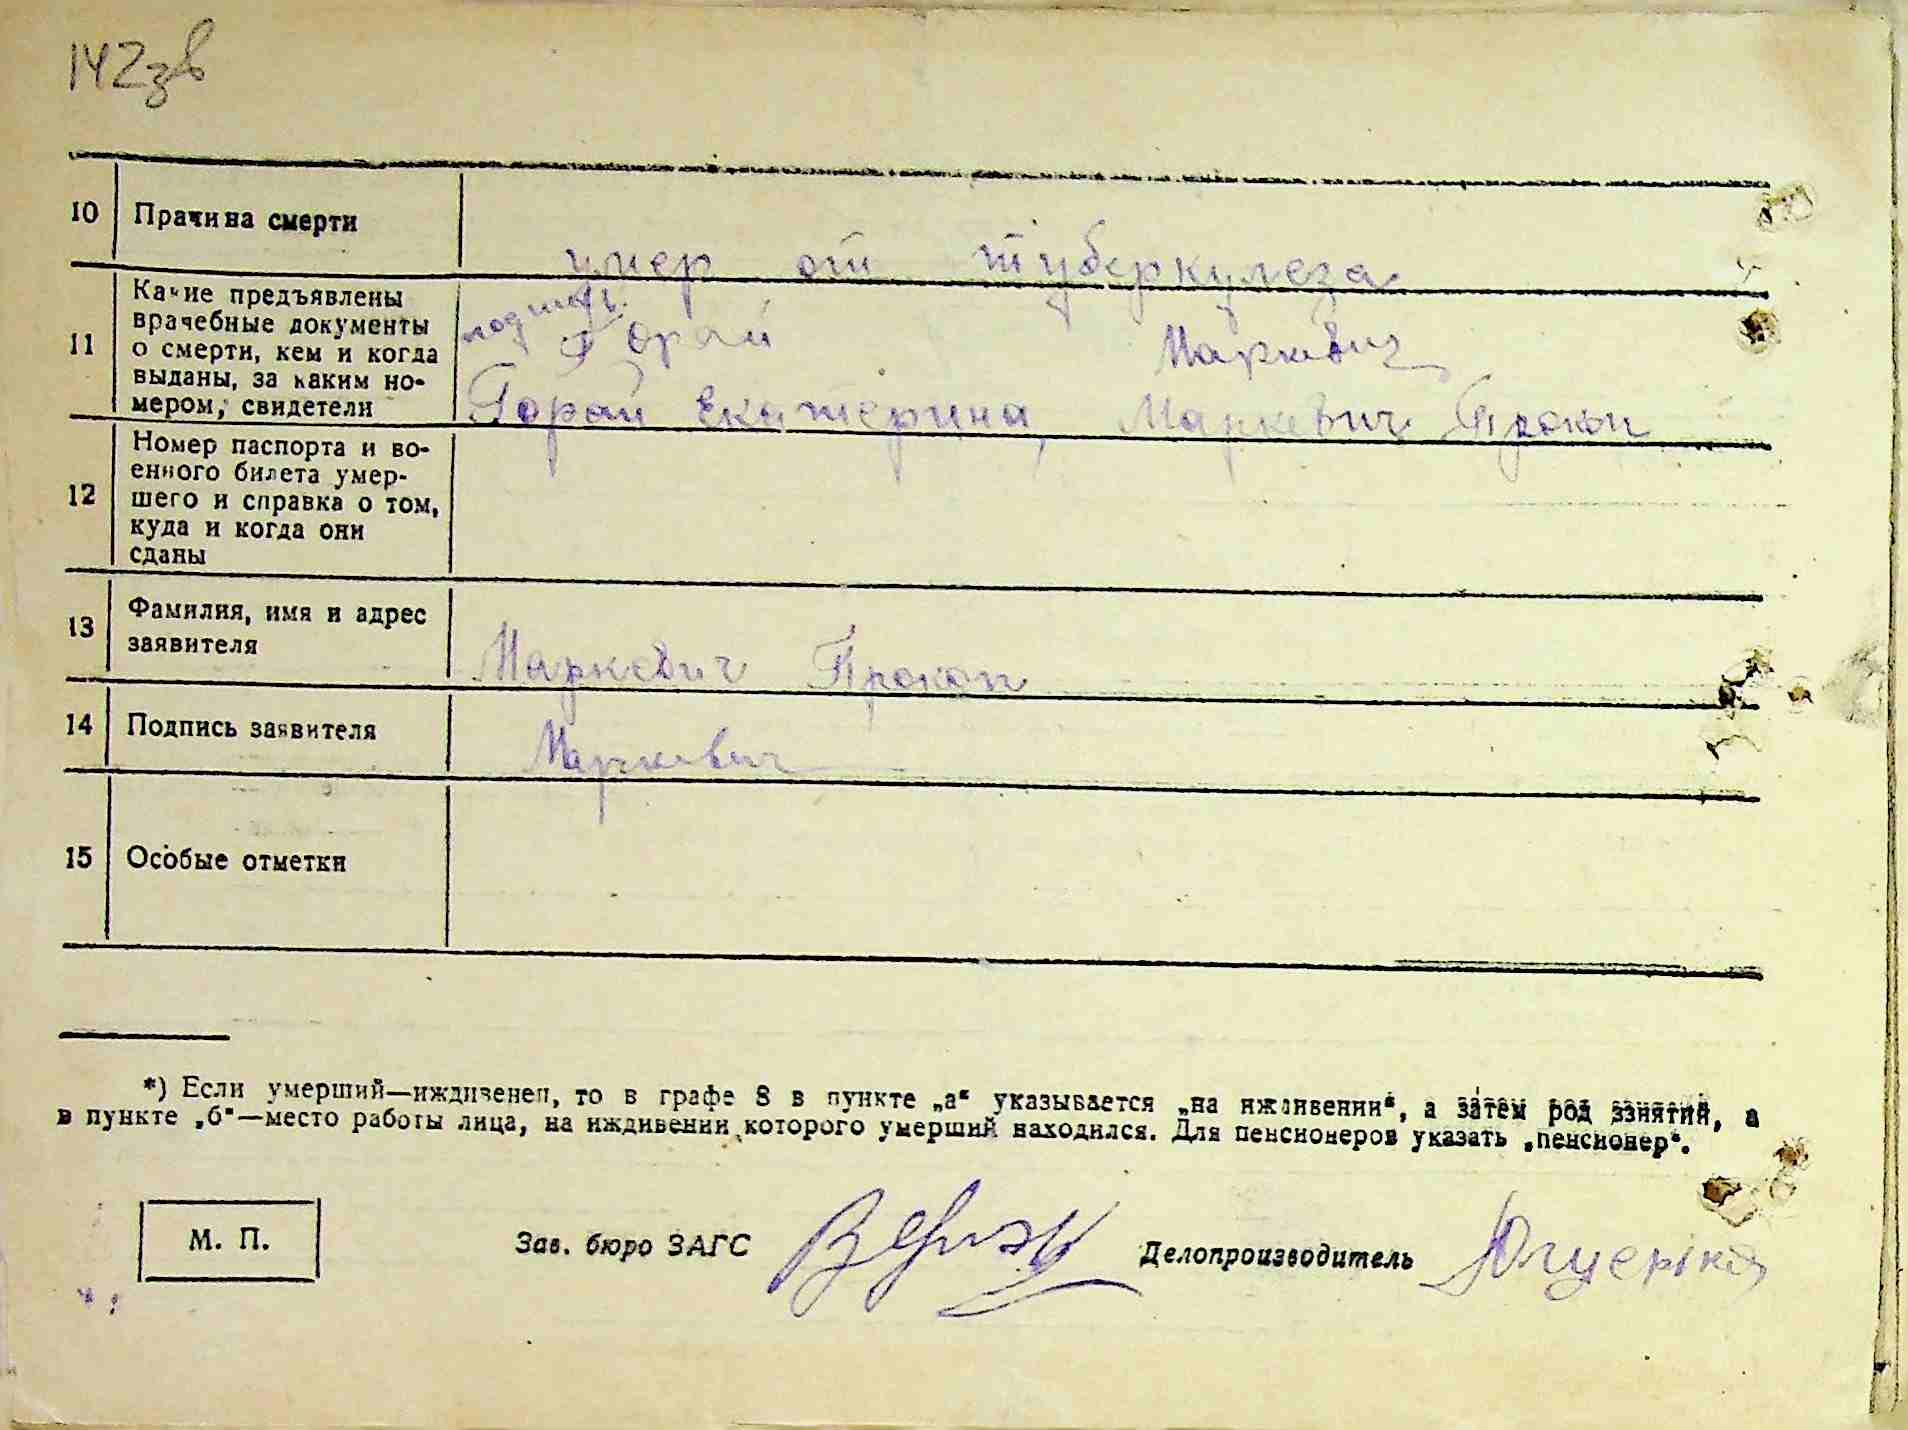 142зв
10 Причина смерти
умер от туберкулеза
11 Какие предъявлены
врачебные документы
о смерти, кем и когда
выданы, за каким но-
мером, свидетели
Горай Маркевич
Горай Екатерина, Маркевич Прокоп
12 Номер паспорта и во-
енного билета умер-
шего и справка о том,
куда и когда они
сданы
13 Фамилия, имя и адрес
заявителя
Маркевич Прокоп
14 Подпись заявителя
Маркевич
15 Особые отметки
*) Если умерший—иждивенец, то в графе 8 в пункте „а“ указывается „на иждивении“, а затем род занятий, а
в пункте „б“—место работы лица, на иждивении которого умерший находился. Для пенсионеров указать „пенсионер“.
М. П.
Зав. бюро ЗАГС
Делопроизводитель